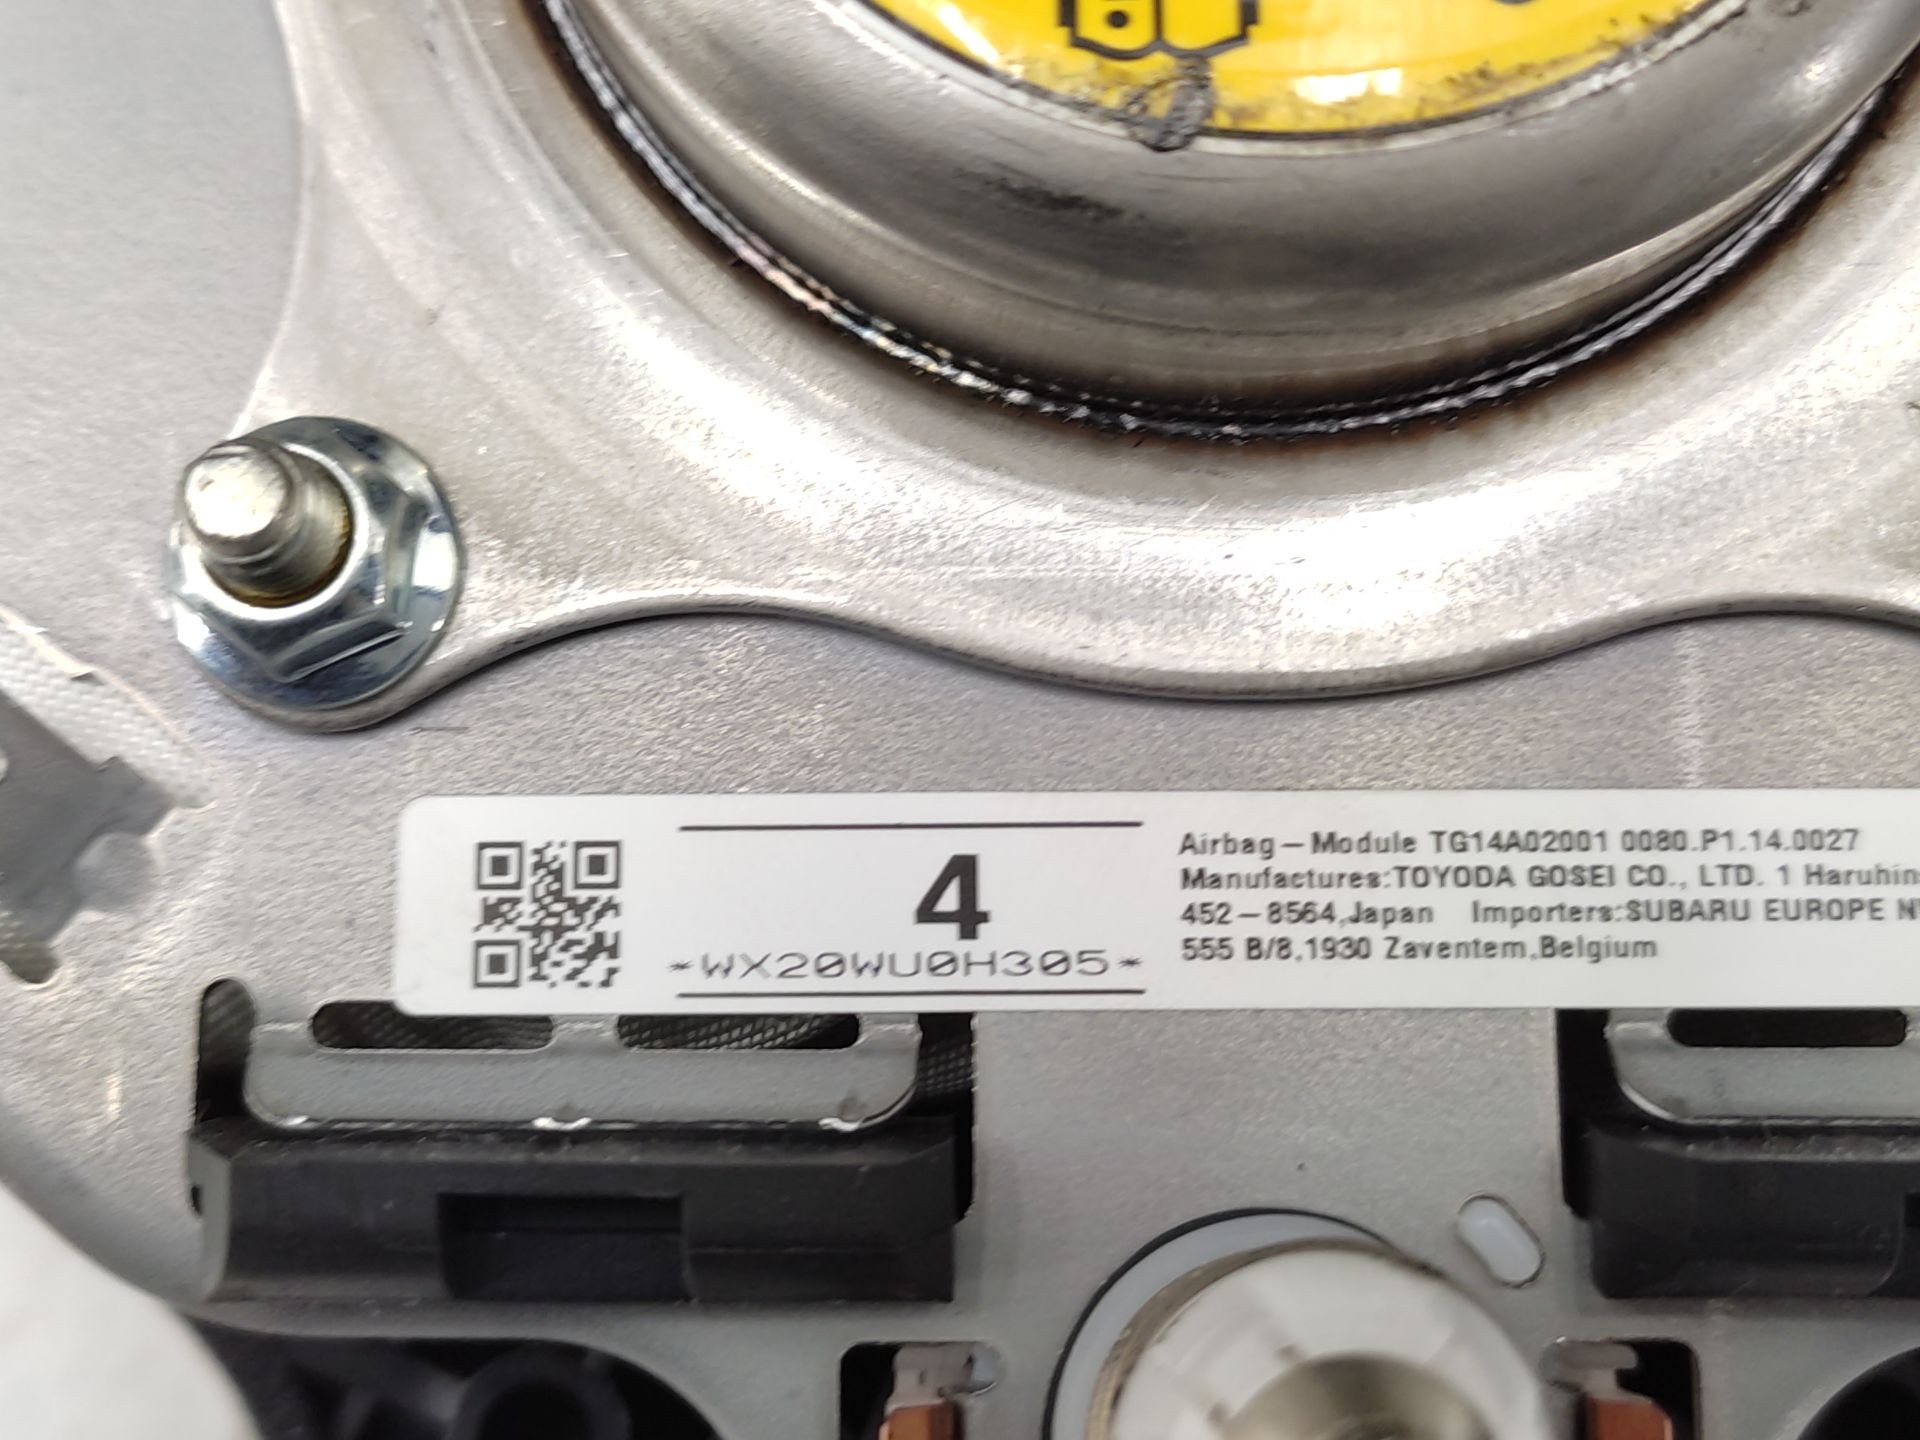 4
*WX20WU0H305*
Airbag-Module TG14A02001 0080.P1.14.0027
Manufactures:TOYODA GOSEI CO., LTD. 1
452-8564,Japan Importers:SUBARU EUROPE
555 B/8,1930 Zaventem,Belgium